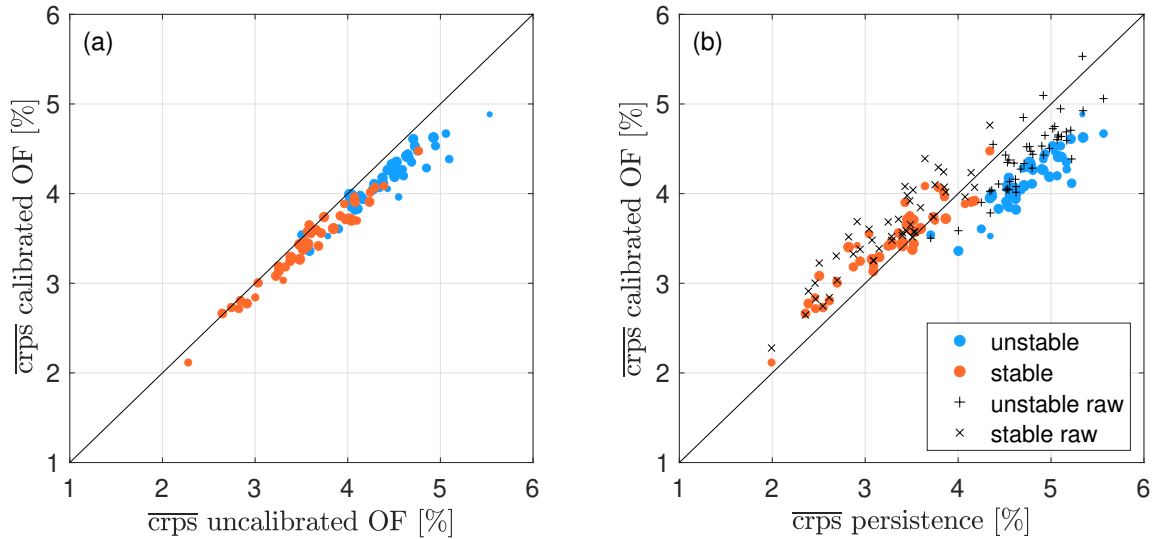 (a)
6
5
4
3
2
1
1 2 3 4 5 6
crps calibrated OF [%]
crps uncalibrated OF [%]
(b)
6
5
4
3
2
1
1 2 3 4 5 6
crps calibrated OF [%]
crps persistence [%]
unstable
stable
unstable raw
stable raw